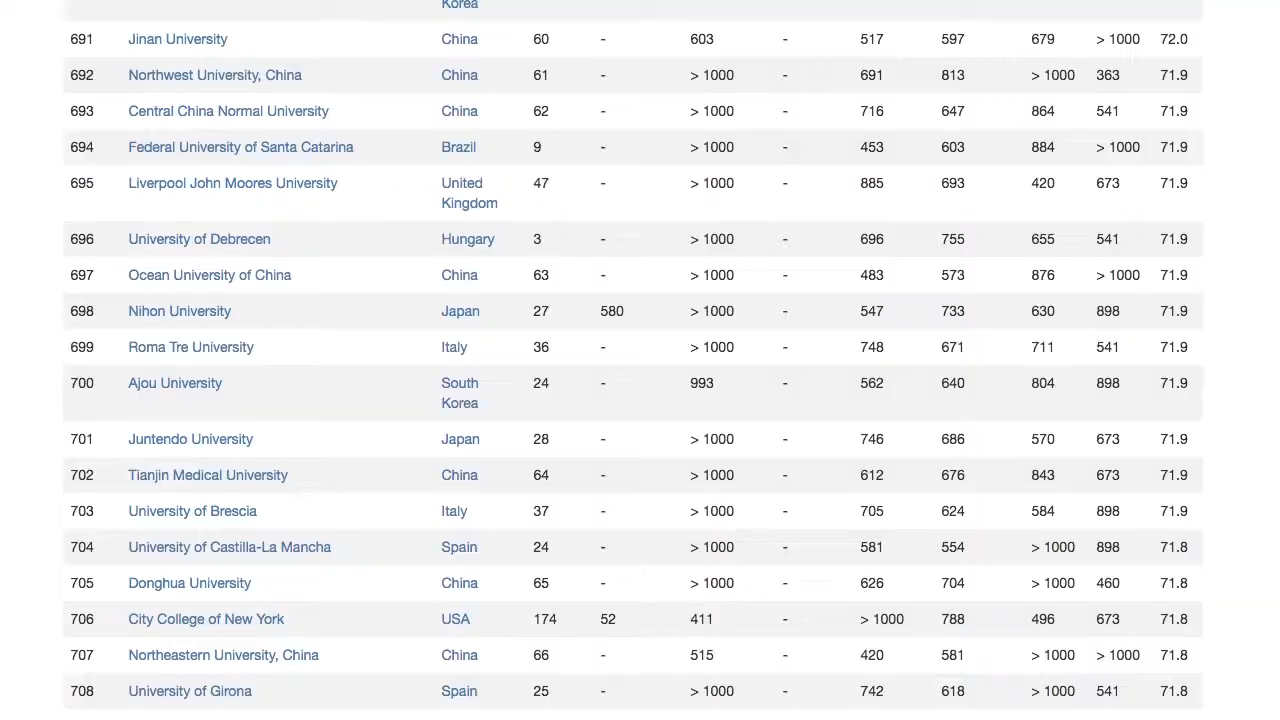 Korea
691 Jinan University China 60 - 603 - 517 597 679 > 1000 72.0
692 Northwest University, China China 61 - > 1000 - 691 813 > 1000 363 71.9
693 Central China Normal University China 62 - > 1000 - 716 647 864 541 71.9
694 Federal University of Santa Catarina Brazil 9 - > 1000 - 453 603 884 > 1000 71.9
695 Liverpool John Moores University United 47 - > 1000 - 885 693 420 673 71.9
Kingdom
696 University of Debrecen Hungary 3 - > 1000 - 696 755 655 541 71.9
697 Ocean University of China China 63 - > 1000 - 483 573 876 > 1000 71.9
698 Nihon University Japan 27 580 > 1000 - 547 733 630 898 71.9
699 Roma Tre University Italy 36 - > 1000 - 748 671 711 541 71.9
700 Ajou University South 24 - 993 - 562 640 804 898 71.9
Korea
701 Juntendo University Japan 28 - > 1000 - 746 686 570 673 71.9
702 Tianjin Medical University China 64 - > 1000 - 612 676 843 673 71.9
703 University of Brescia Italy 37 - > 1000 - 705 624 584 898 71.9
704 University of Castilla-La Mancha Spain 24 - > 1000 - 581 554 > 1000 898 71.8
705 Donghua University China 65 - > 1000 - 626 704 > 1000 460 71.8
706 City College of New York USA 174 52 411 - > 1000 788 496 673 71.8
707 Northeastern University, China China 66 - 515 - 420 581 > 1000 > 1000 71.8
708 University of Girona Spain 25 - > 1000 - 742 618 > 1000 541 71.8